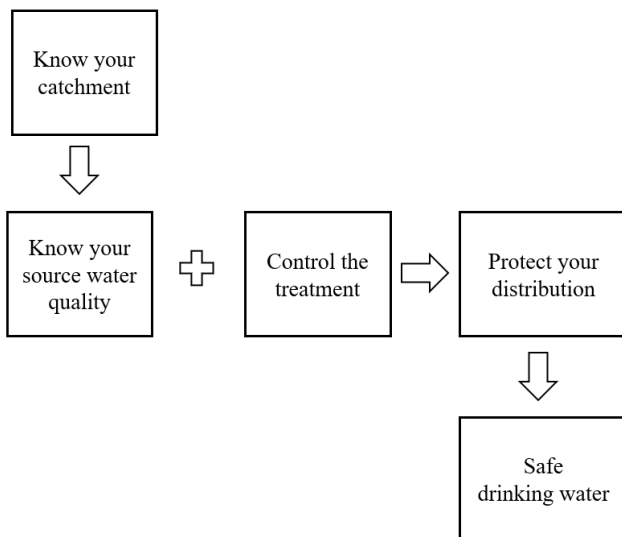 Know your
catchment
Know your
source water
quality
Control the
treatment
Protect your
distribution
Safe
drinking water